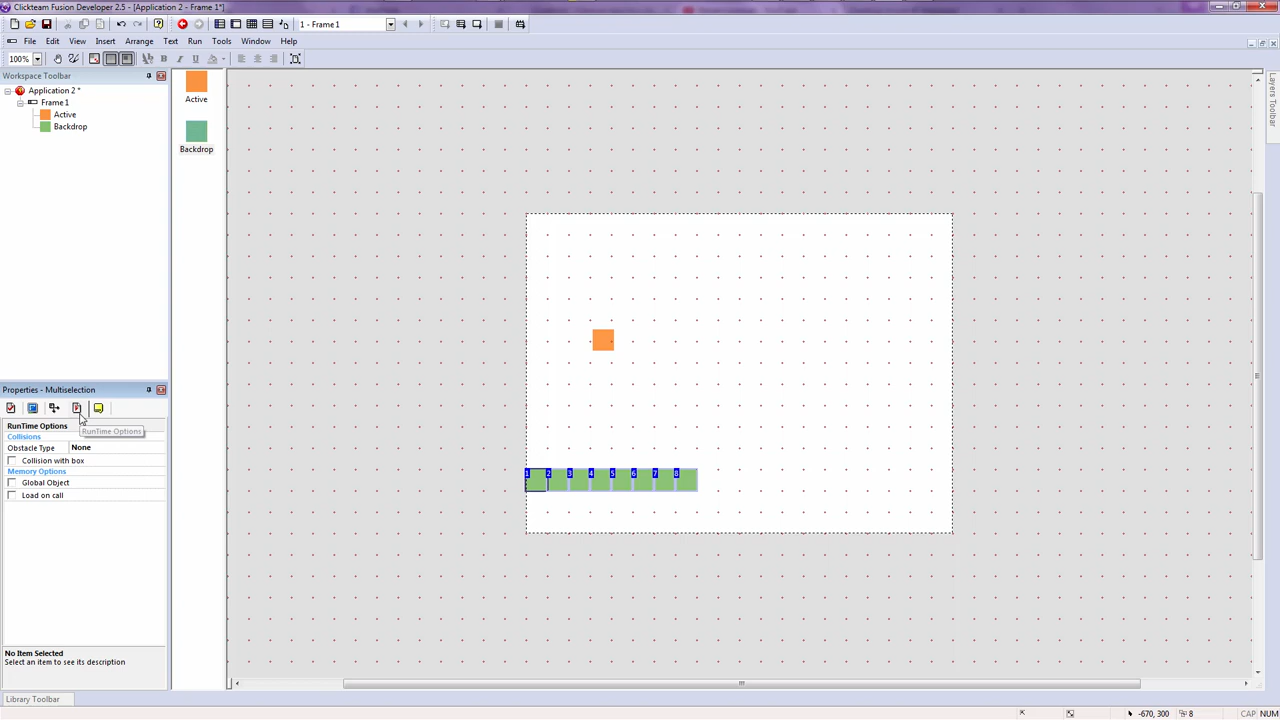 Clickteam Fusion Developer 2.5 - [Application 2 - Frame 1*]
1 - Frame 1
File Edit View Insert Arrange Text Run Tools Window Help
100%
Workspace Toolbar
Application 2 *
Frame 1
Active
Backdrop
Active
Backdrop
Layers Toolbar
1 2 3 4 5 6 7 8
Properties - Multiselection
RunTime Options
RunTime Options
Collisions
Obstacle Type None
Collision with box
Memory Options
Global Object
Load on call
No Item Selected
Select an item to see its description
Library Toolbar
-670, 300 8 CAP NUM